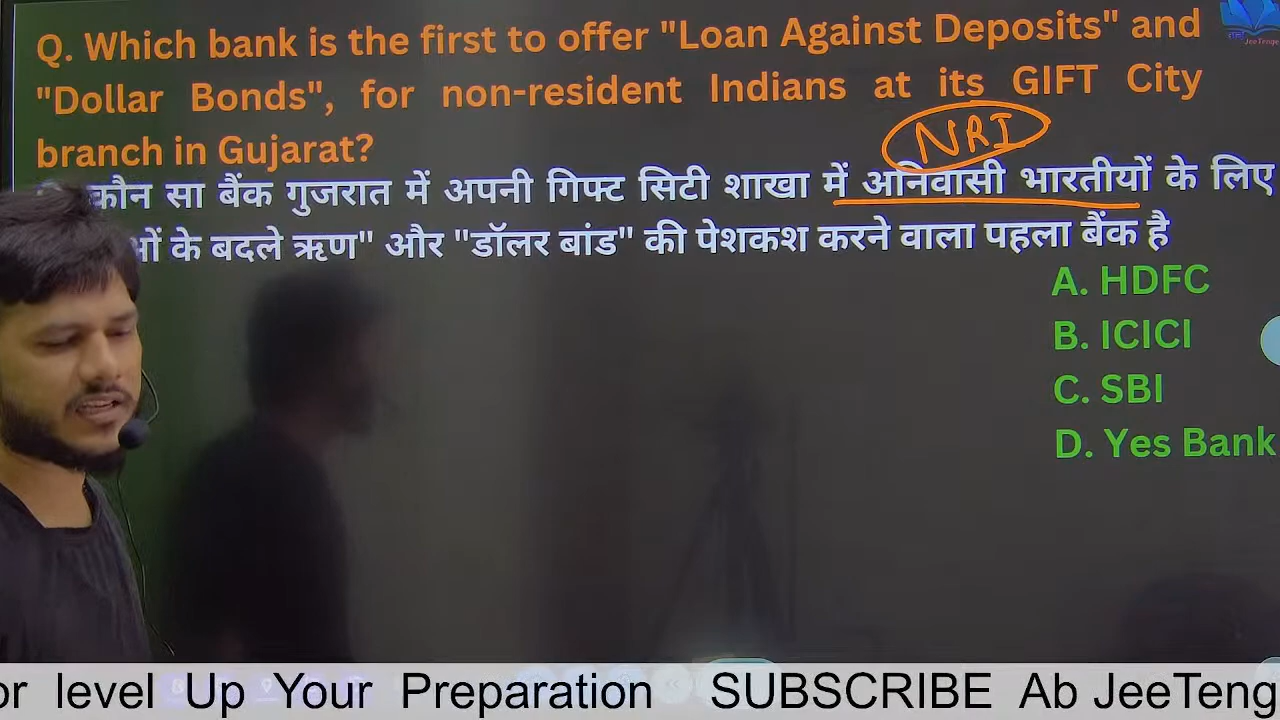 Q. Which bank is the first to offer "Loan Against Deposits" and
"Dollar Bonds", for non-resident Indians at its GIFT City
branch in Gujarat?
NRI
कौन सा बैंक गुजरात में अपनी गिफ्ट सिटी शाखा में अनिवासी भारतीयों के लिए
के बदले ऋण" और "डॉलर बांड" की पेशकश करने वाला पहला बैंक है
A. HDFC
B. ICICI
C. SBI
D. Yes Bank
JeeTenge
or level Up Your Preparation SUBSCRIBE Ab JeeTeng